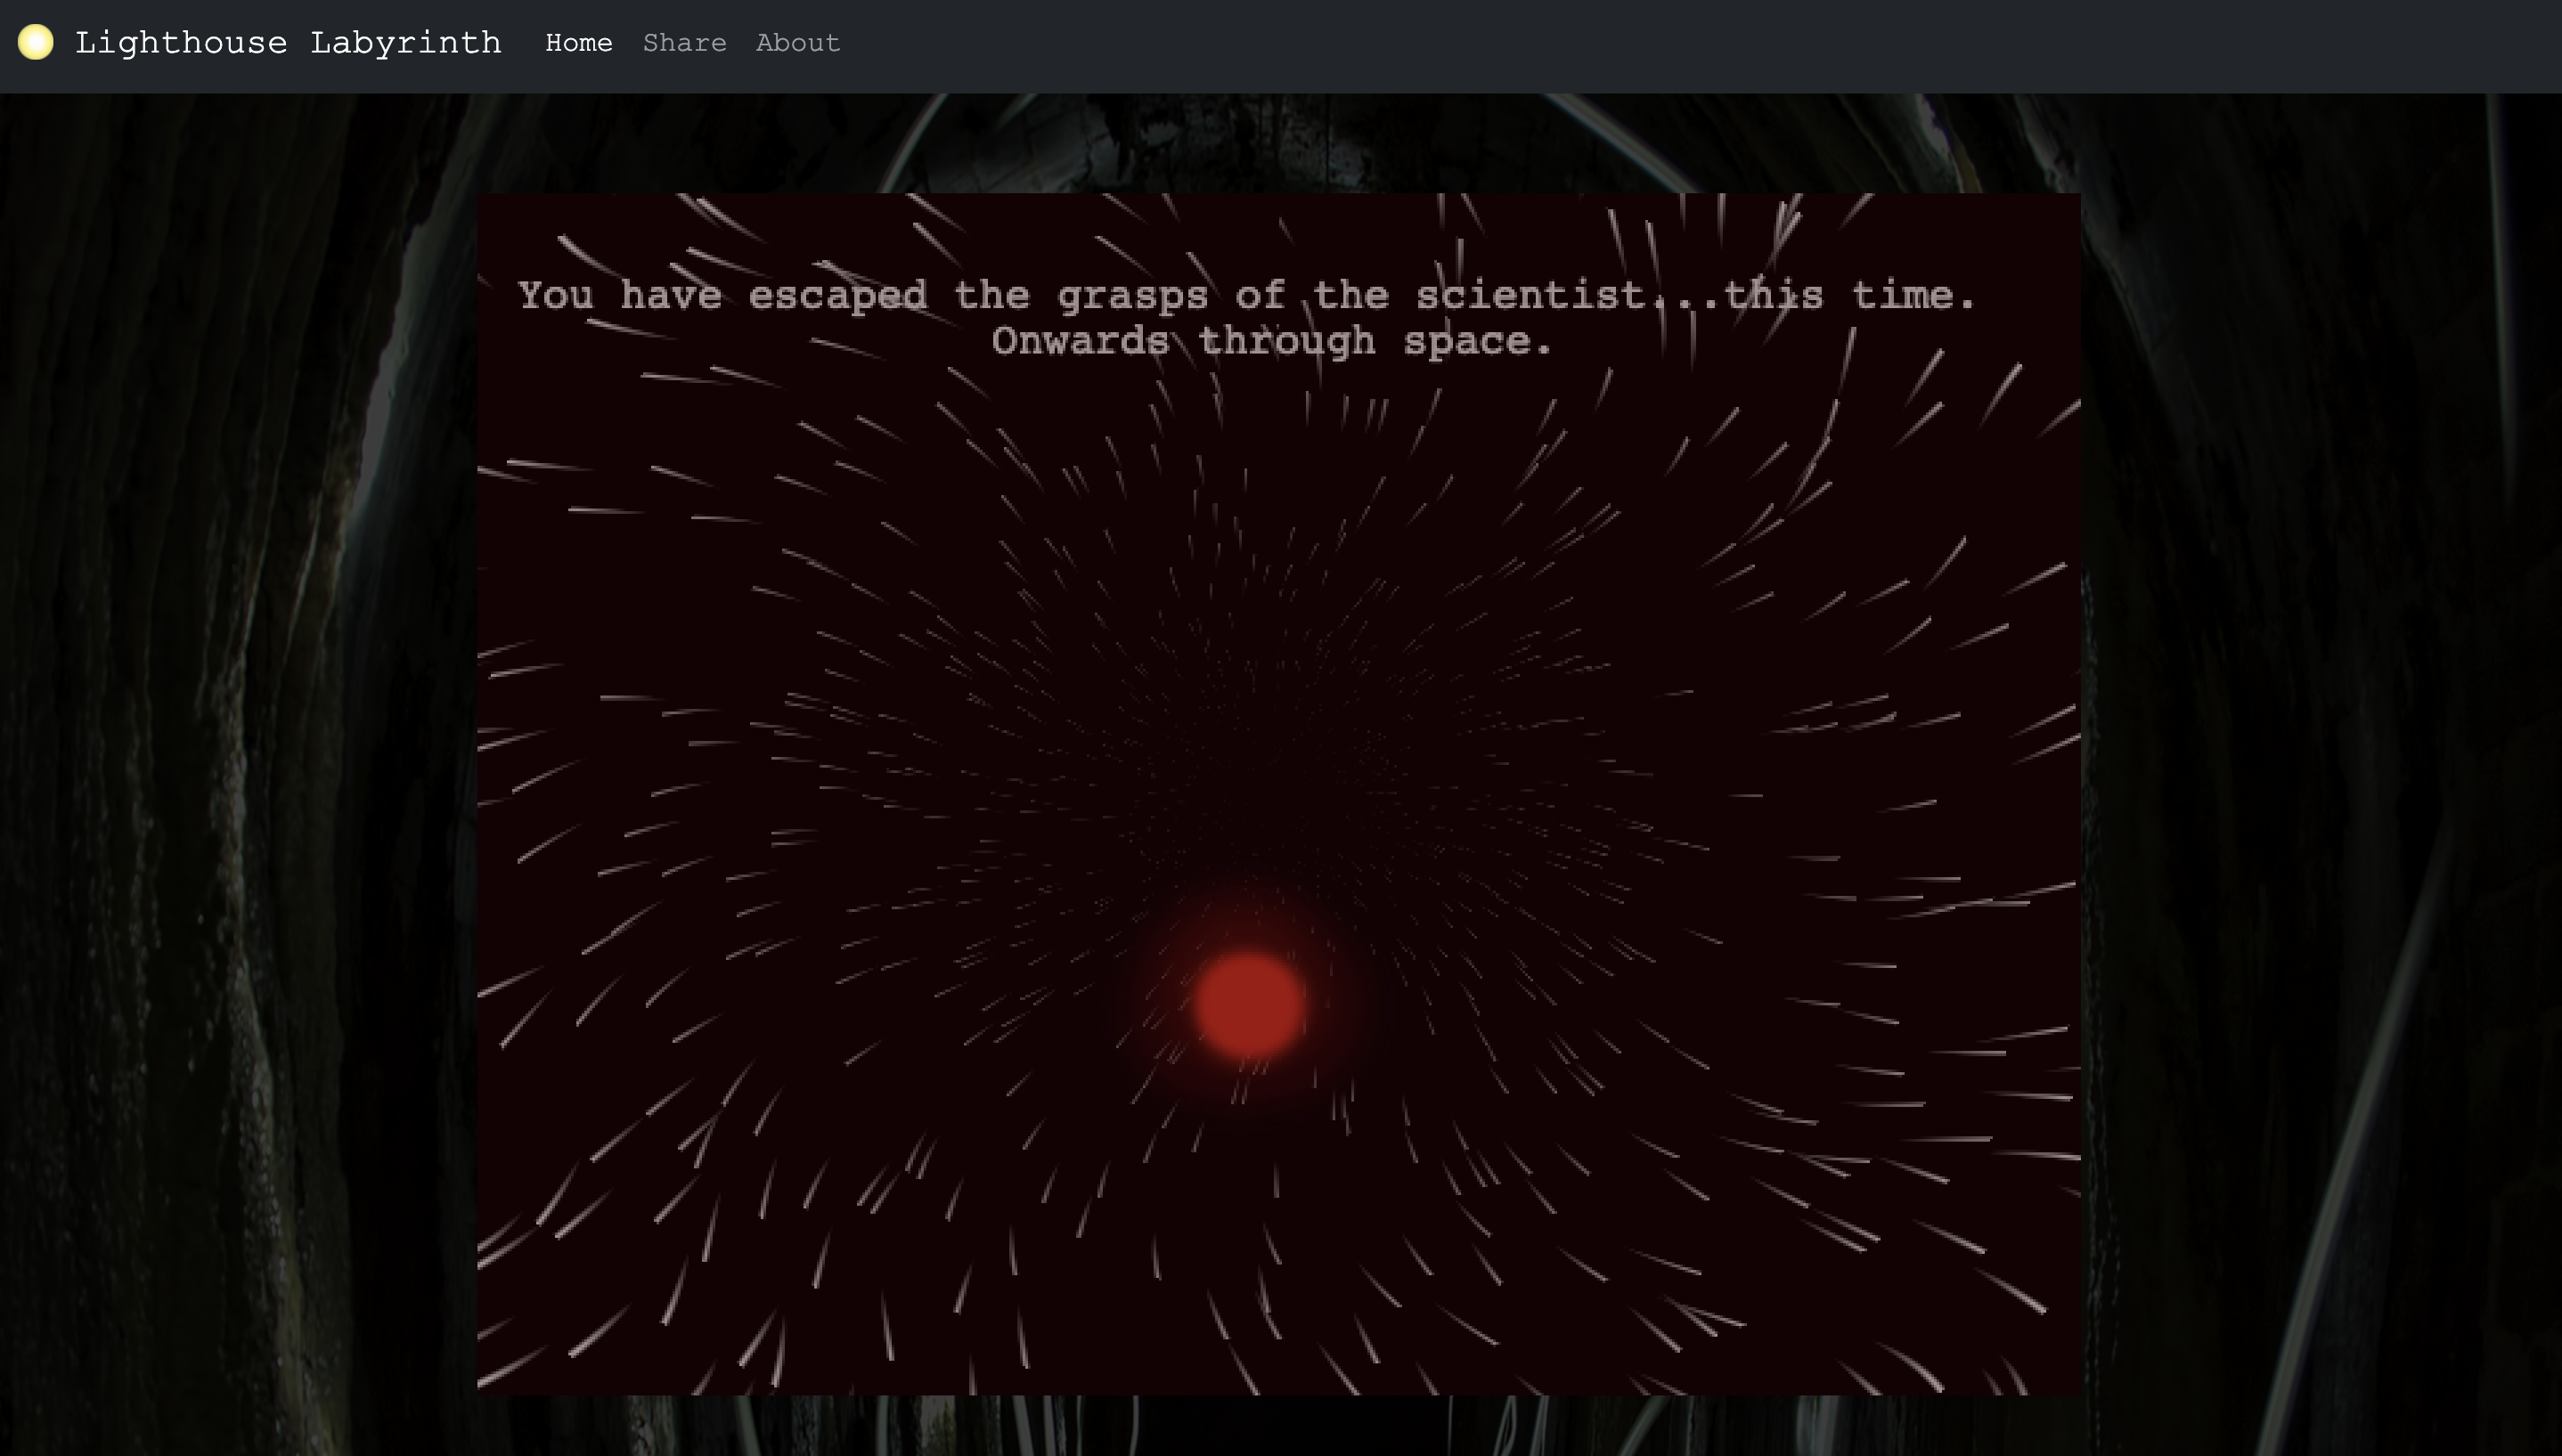 Lighthouse Labyrinth Home Share About
You have escaped the grasps of the scientist...this time.
Onwards through space.